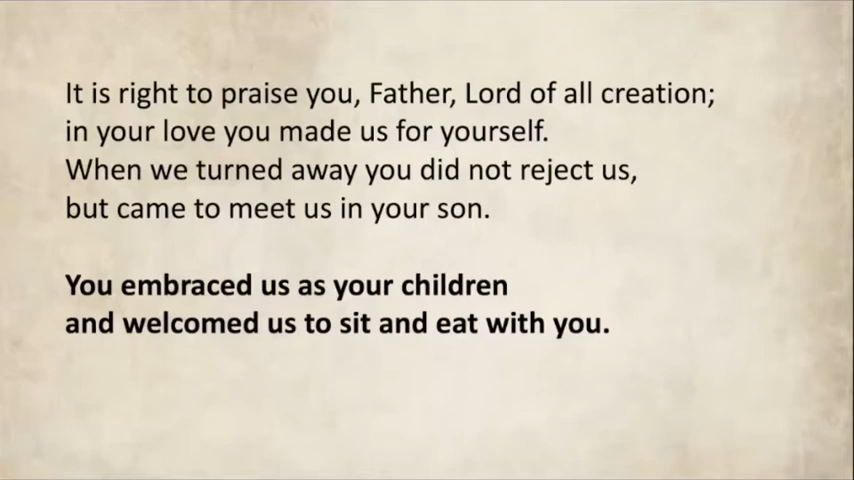 It is right to praise you, Father, Lord of all creation;
in your love you made us for yourself.
When we turned away you did not reject us,
but came to meet us in your son.
You embraced us as your children
and welcomed us to sit and eat with you.